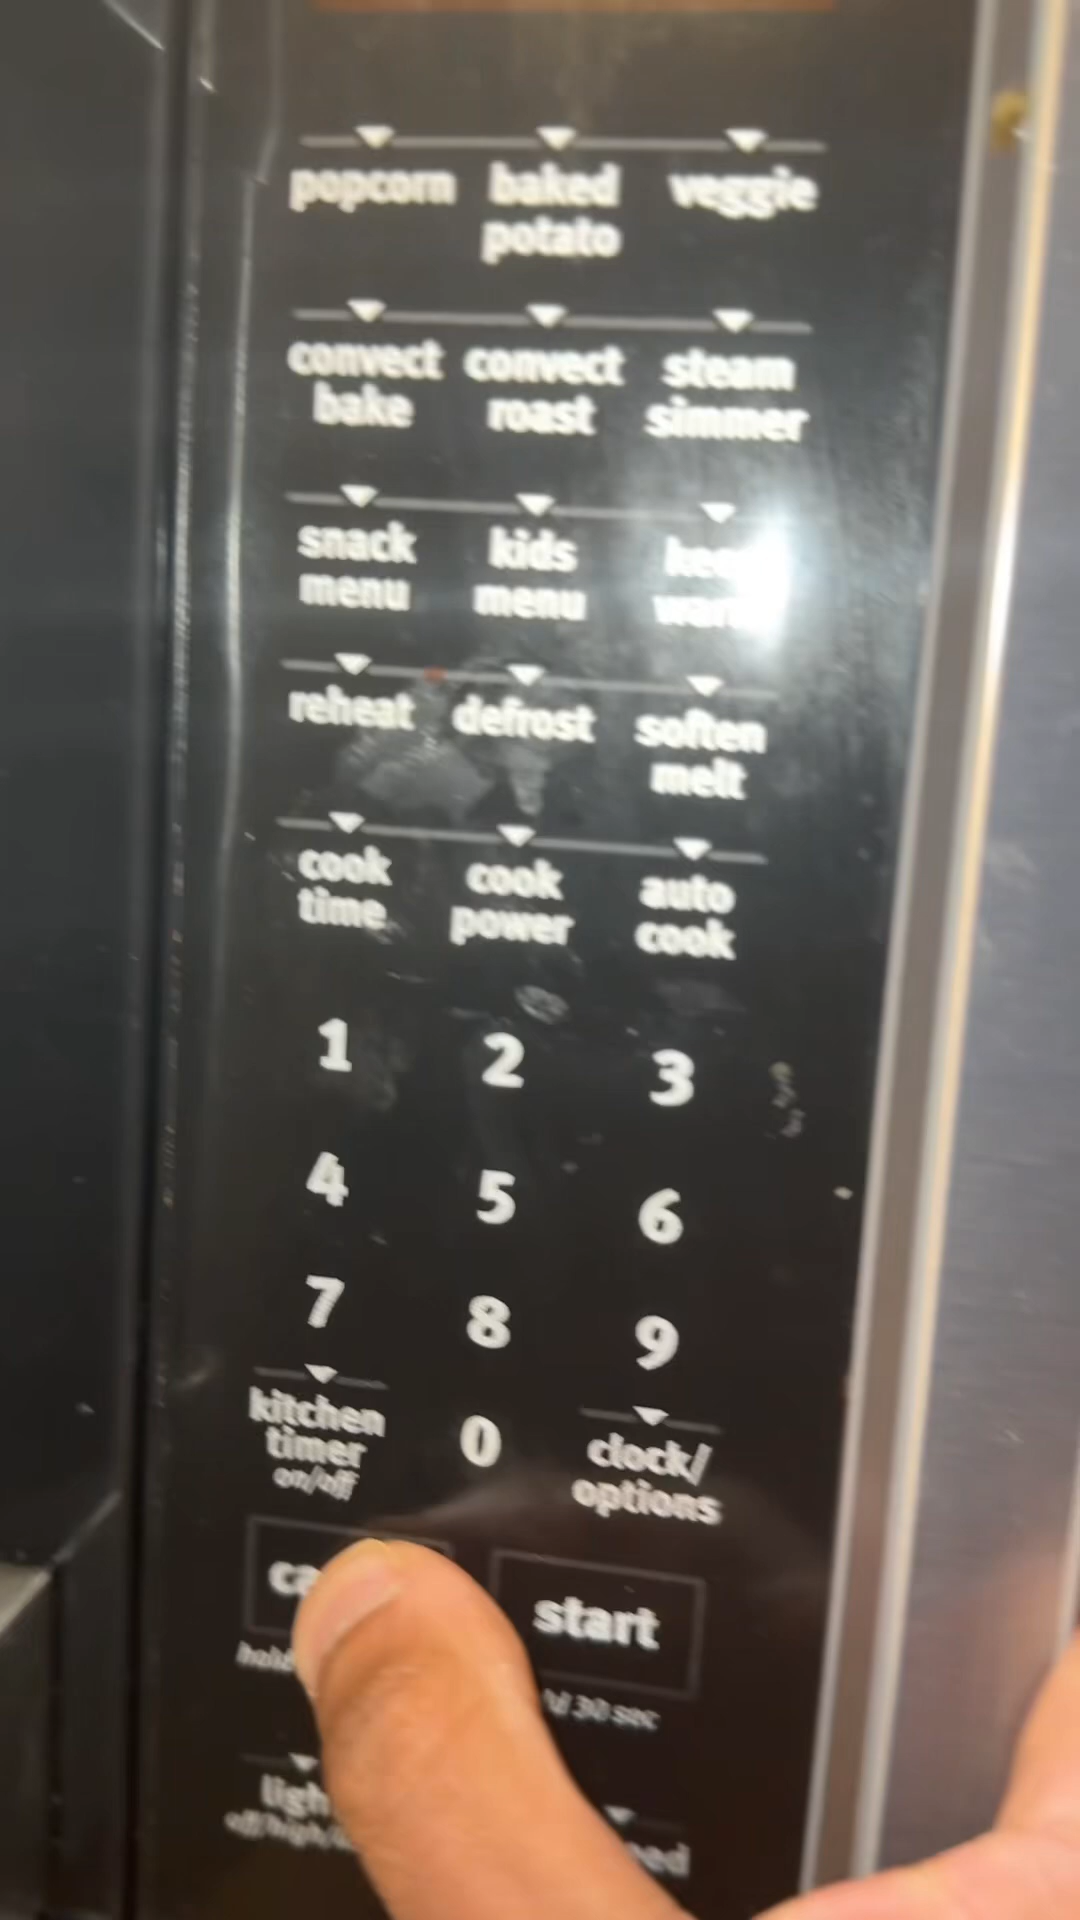 popcorn baked veggie
potato
convect convect steam
bake roast simmer
snack kids keep
menu menu warm
reheat defrost soften
melt
cook cook auto
time power cook
1 2 3
4 5 6
7 8 9
kitchen
timer 0 clock/
on/off options
start
30 sec